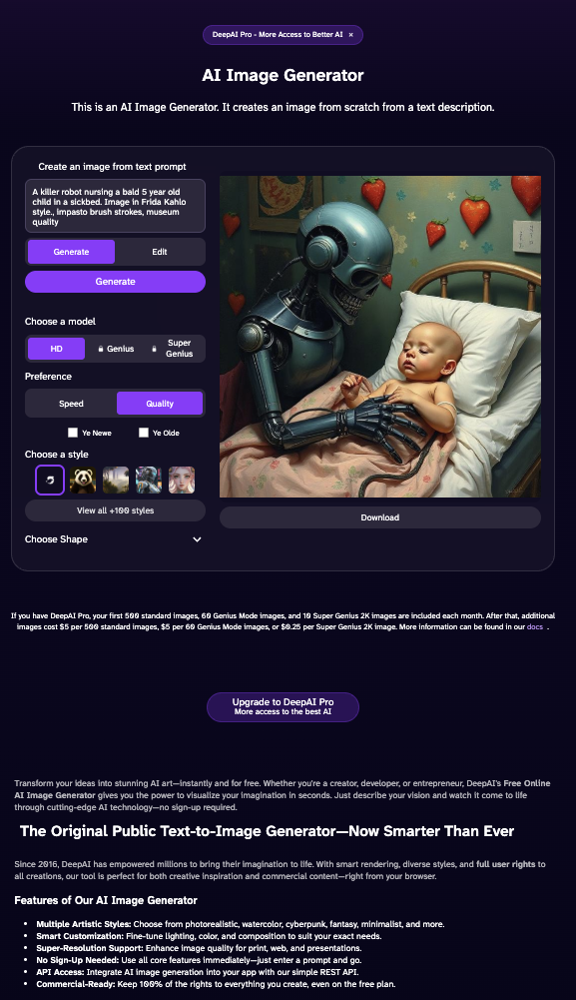 DeepAI Pro - More Access to Better AI ×
AI Image Generator
This is an AI Image Generator. It creates an image from scratch from a text description.
Create an image from text prompt
A killer robot nursing a bald 5 year old
child in a sickbed. Image in Frida Kahlo
style., impasto brush strokes, museum
quality
Generate Edit
Generate
Choose a model
HD Genius Super
Genius
Preference
Speed Quality
Ye Newe Ye Olde
Choose a style
View all +100 styles
Choose Shape
Download
If you have DeepAI Pro, your first 500 standard images, 60 Genius Mode images, and 10 Super Genius 2K images are included each month. After that, additional
images cost $5 per 500 standard images, $5 per 60 Genius Mode images, or $0.25 per Super Genius 2K image. More information can be found in our docs .
Upgrade to DeepAI Pro
More access to the best AI
Transform your ideas into stunning AI art—instantly and for free. Whether you're a creator, developer, or entrepreneur, DeepAI's Free Online
AI Image Generator gives you the power to visualize your imagination in seconds. Just describe your vision and watch it come to life
through cutting-edge AI technology—no sign-up required.
The Original Public Text-to-Image Generator—Now Smarter Than Ever
Since 2016, DeepAI has empowered millions to bring their imagination to life. With smart rendering, diverse styles, and full user rights to
all creations, our tool is perfect for both creative inspiration and commercial content—right from your browser.
Features of Our AI Image Generator
• Multiple Artistic Styles: Choose from photorealistic, watercolor, cyberpunk, fantasy, minimalist, and more.
• Smart Customization: Fine-tune lighting, color, and composition to suit your exact needs.
• Super-Resolution Support: Enhance image quality for print, web, and presentations.
• No Sign-Up Needed: Use all core features immediately—just enter a prompt and go.
• API Access: Integrate AI image generation into your app with our simple REST API.
• Commercial-Ready: Keep 100% of the rights to everything you create, even on the free plan.